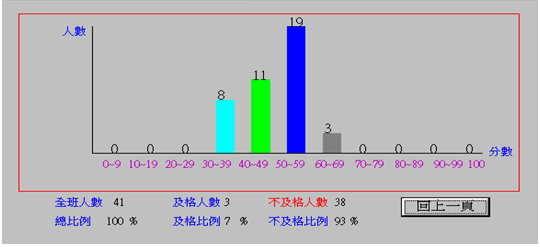 人數
19
11
8
3
0 0 0 0 0 0 0
0~9 10~19 20~29 30~39 40~49 50~59 60~69 70~79 80~89 90~99 100
分數
全班人數 41 及格人數 3 不及格人數 38
總比例 100 % 及格比例 7 % 不及格比例 93 %
回上一頁